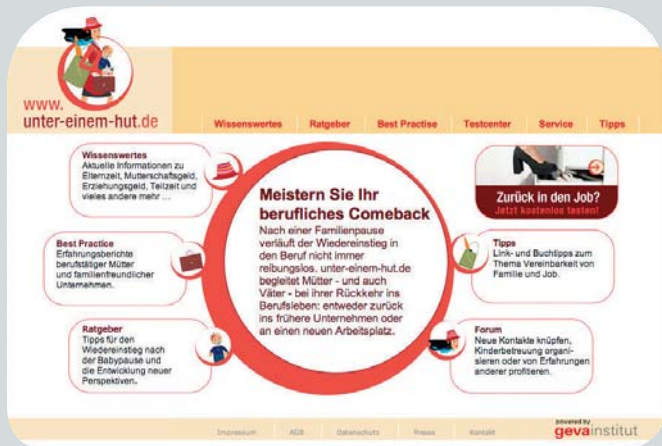 www.
unter-einem-hut.de
Wissenswertes Ratgeber Best Practise Testcenter Service Tipps
Wissenswertes
Aktuelle Informationen zu
Elternzeit, Mutterschaftsgeld,
Erziehungsgeld, Teilzeit und
vieles andere mehr ...
Best Practice
Erfahrungsberichte
berufstätiger Mütter
und familienfreundlicher
Unternehmen.
Ratgeber
Tipps für den
Wiedereinstieg nach
der Babypause und
die Entwicklung neuer
Perspektiven.
Meistern Sie Ihr
berufliches Comeback
Nach einer Familienpause
verläuft der Wiedereinstieg in
den Beruf nicht immer
reibungslos. unter-einem-hut.de
begleitet Mütter - und auch
Väter - bei ihrer Rückkehr ins
Berufsleben: entweder zurück
ins frühere Unternehmen oder
an einen neuen Arbeitsplatz.
Zurück in den Job?
Jetzt kostenlos testen!
Tipps
Link- und Buchtipps zum
Thema Vereinbarkeit von
Familie und Job.
Forum
Neue Kontakte knüpfen,
Kinderbetreuung organi-
sieren oder von Erfahrungen
anderer profitieren.
Impressum AGB Datenschutz Presse Kontakt
powered by
gevainstitut